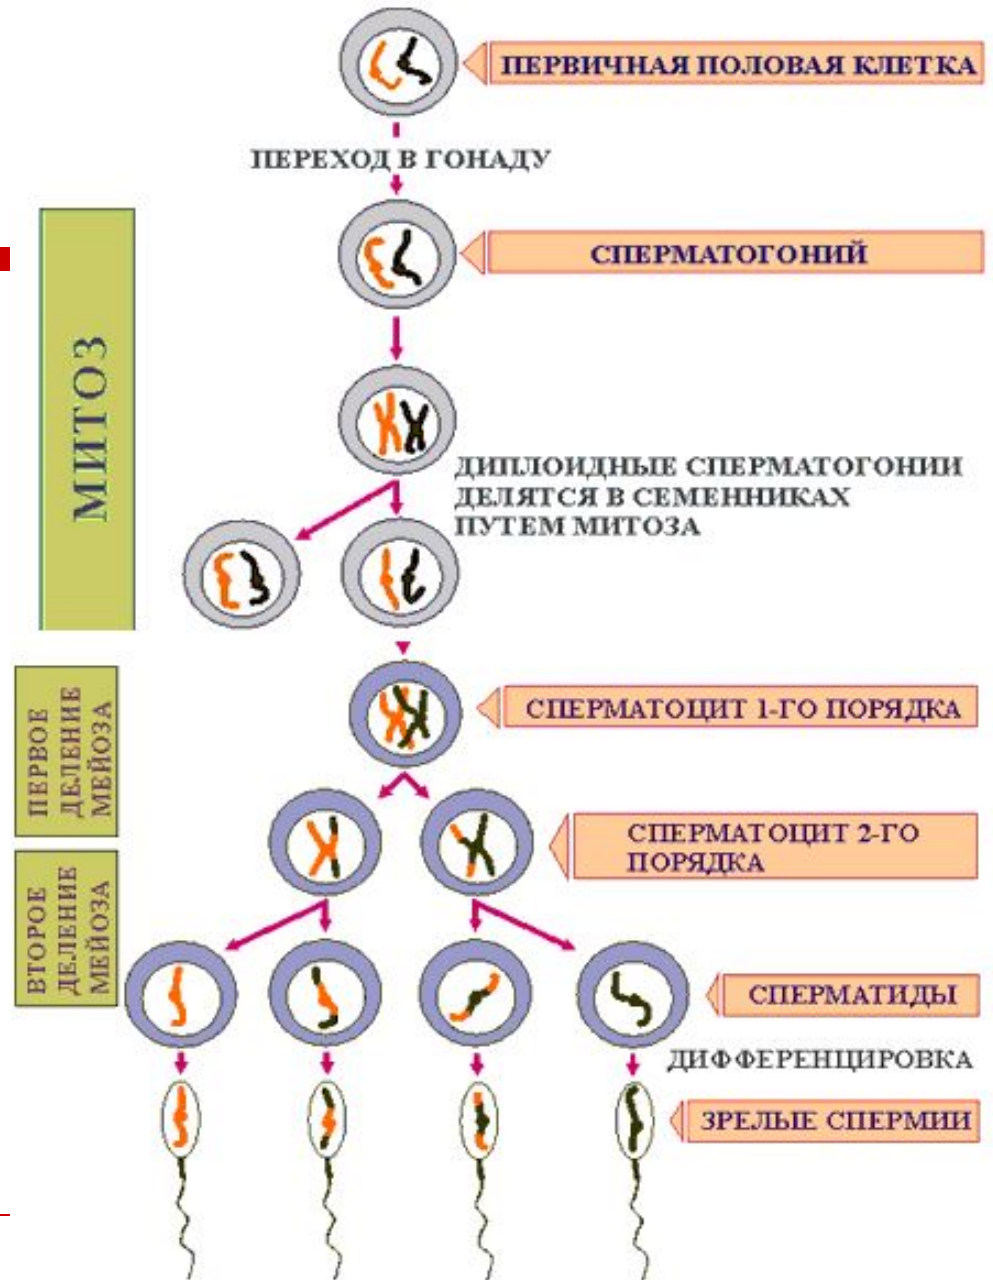 ПЕРВИЧНАЯ ПОЛОВАЯ КЛЕТКА
ПЕРЕХОД В ГОНАДУ
СПЕРМАТОГОНИЙ
МИТОЗ
ДИПЛОИДНЫЕ СПЕРМАТОГОНИИ
ДЕЛЯТСЯ В СЕМЕННИКАХ
ПУТЕМ МИТОЗА
ПЕРВОЕ
ДЕЛЕНИЕ
МЕЙОЗА
СПЕРМАТОЦИТ 1-ГО ПОРЯДКА
СПЕРМАТОЦИТ 2-ГО
ПОРЯДКА
ВТОРОЕ
ДЕЛЕНИЕ
МЕЙОЗА
СПЕРМАТИДЫ
ДИФФЕРЕНЦИРОВКА
ЗРЕЛЫЕ СПЕРМИИ